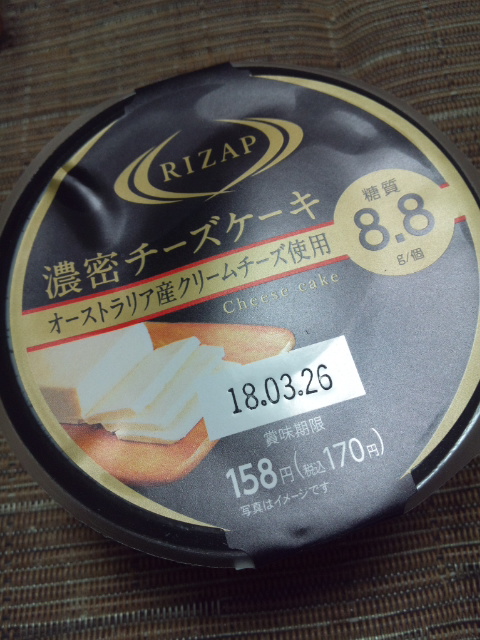 RIZAP
濃密チーズケーキ
オーストラリア産クリームチーズ使用
Cheese cake
糖質
8.8
g/個
18.03.26
賞味期限
158円(税込170円)
写真はイメージです